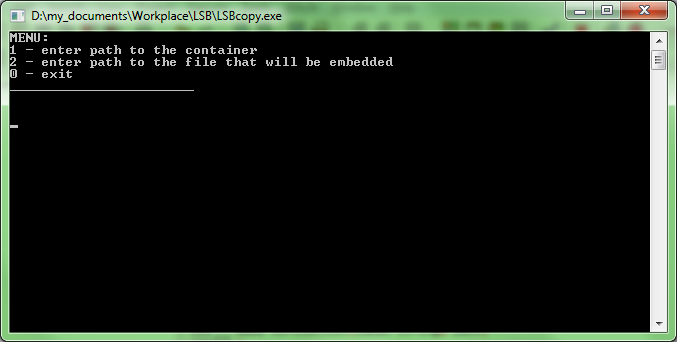 D:\my_documents\Workplace\LSB\LSBcopy.exe
MENU:
1 - enter path to the container
2 - enter path to the file that will be embedded
0 - exit